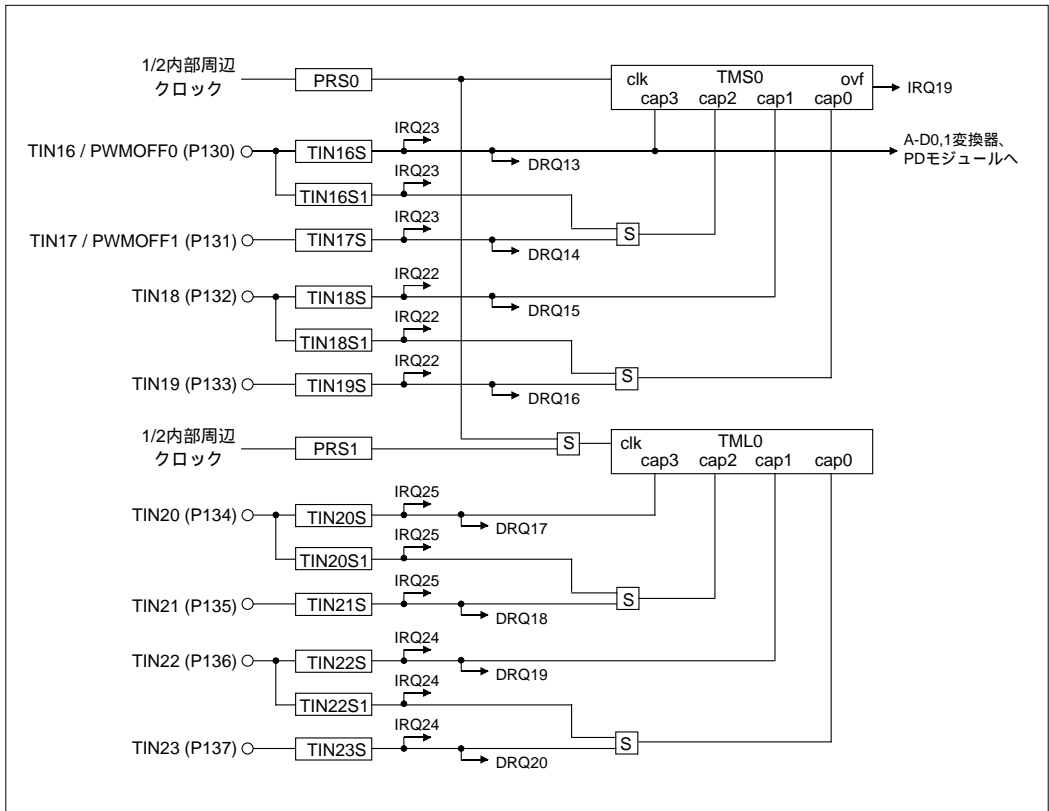 1/2内部周辺
クロック
PRS0
clk
TMS0
ovf
cap3
cap2
cap1
cap0
IRQ19
TIN16 / PWMOFF0 (P130)
TIN16S
IRQ23
DRQ13
A-D0,1変換器、
PDモジュールへ
TIN16S1
IRQ23
S
TIN17 / PWMOFF1 (P131)
TIN17S
IRQ23
DRQ14
TIN18 (P132)
TIN18S
IRQ22
DRQ15
TIN18S1
IRQ22
S
TIN19 (P133)
TIN19S
IRQ22
DRQ16
1/2内部周辺
クロック
PRS1
S
clk
TML0
cap3
cap2
cap1
cap0
TIN20 (P134)
TIN20S
IRQ25
DRQ17
TIN20S1
IRQ25
S
TIN21 (P135)
TIN21S
IRQ25
DRQ18
TIN22 (P136)
TIN22S
IRQ24
DRQ19
TIN22S1
IRQ24
S
TIN23 (P137)
TIN23S
IRQ24
DRQ20